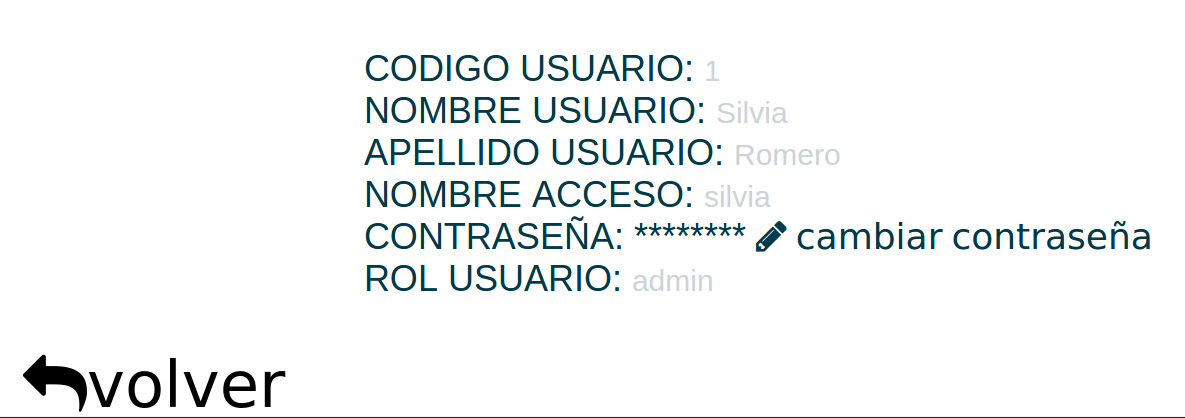 CODIGO USUARIO: 1
NOMBRE USUARIO: Silvia
APELLIDO USUARIO: Romero
NOMBRE ACCESO: silvia
CONTRASEÑA: ******** cambiar contraseña
ROL USUARIO: admin
volver